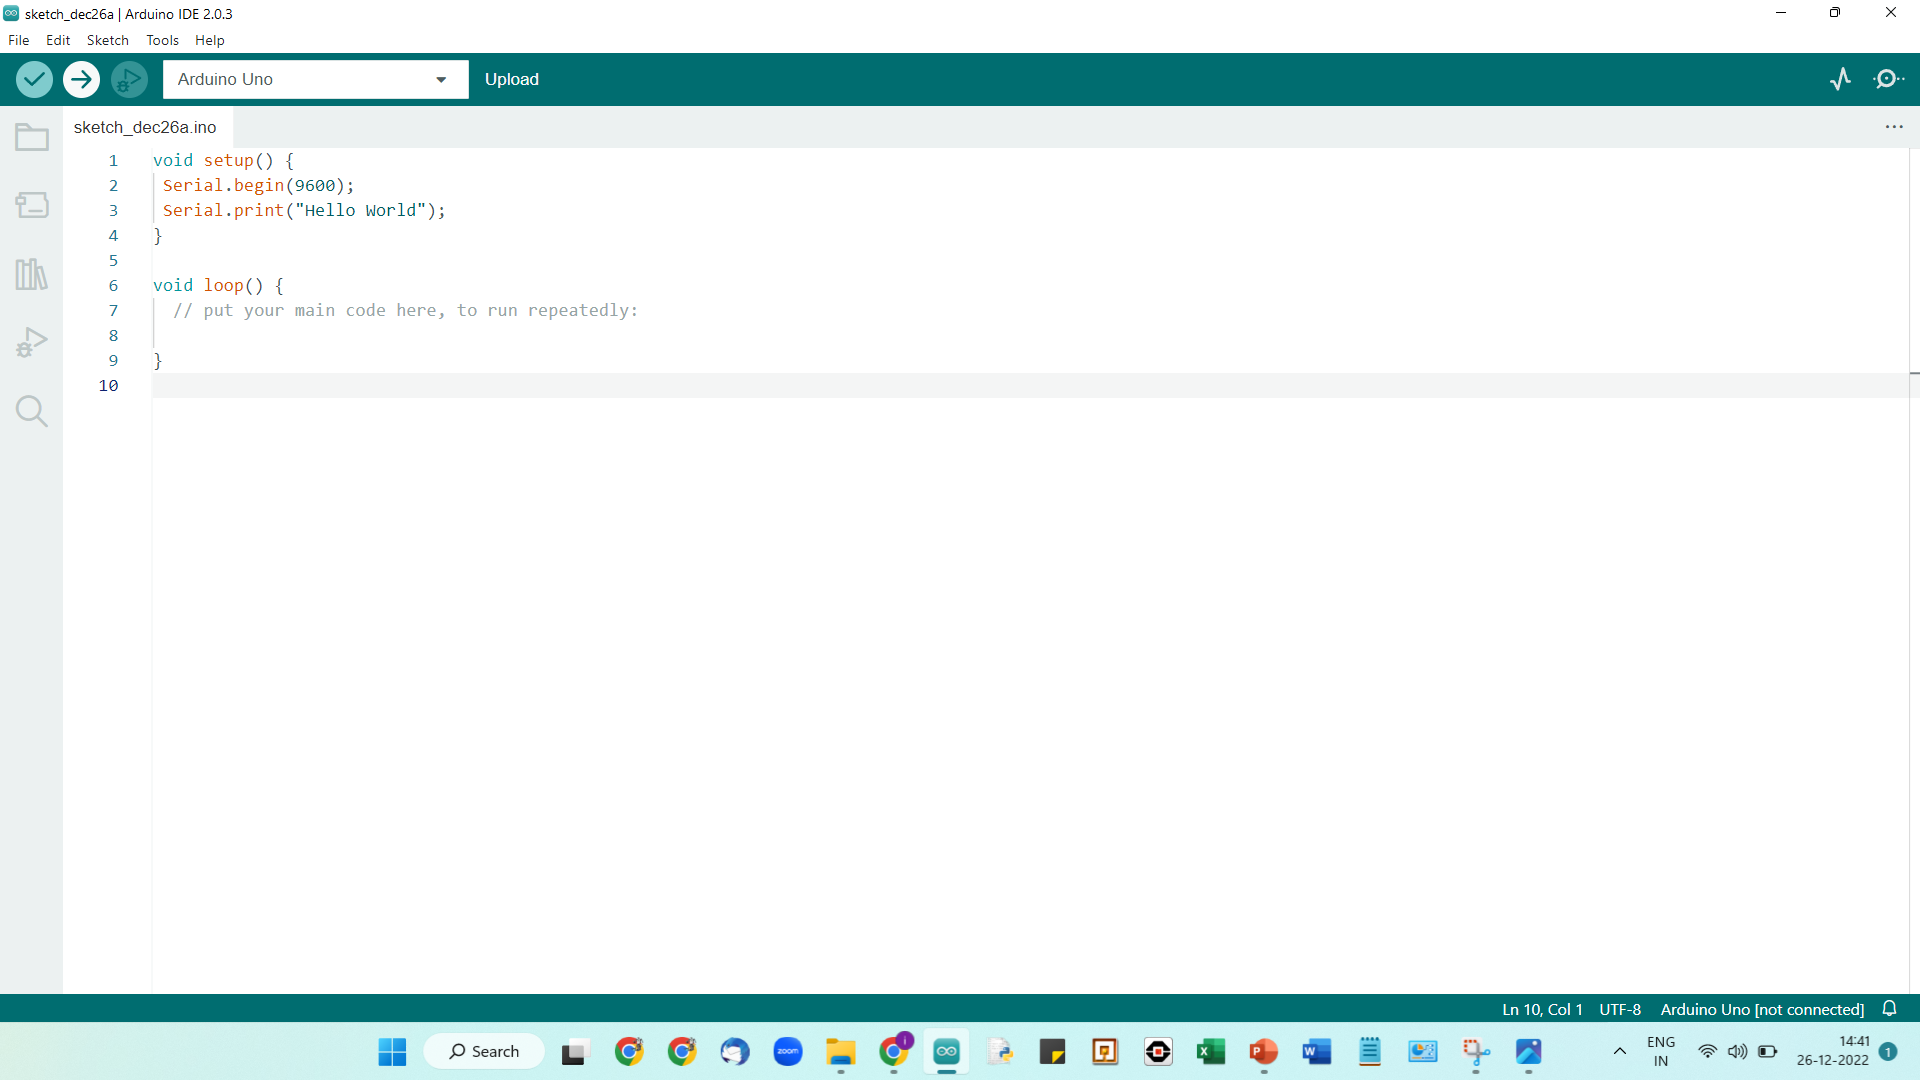 sketch_dec26a | Arduino IDE 2.0.3
File Edit Sketch Tools Help
Arduino Uno
Upload
sketch_dec26a.ino
1 void setup() {
2 Serial.begin(9600);
3 Serial.print("Hello World");
4 }
5
6 void loop() {
7 // put your main code here, to run repeatedly:
8
9 }
10
Ln 10, Col 1 UTF-8 Arduino Uno [not connected]
Search
zoom
i
X
P
W
ENG
IN
14:41
26-12-2022
1